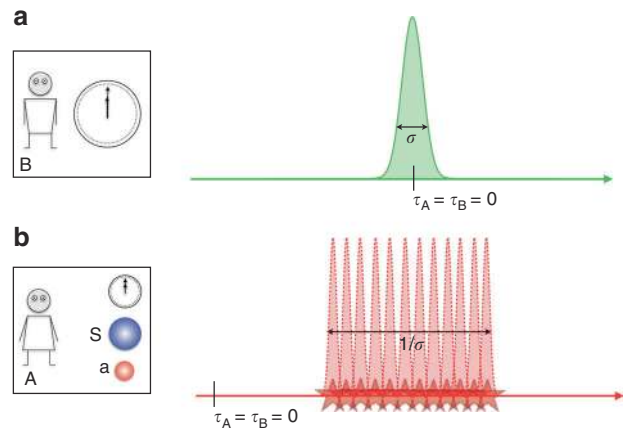 a
B
σ
τA = τB = 0
b
S
a
A
1/σ
τA = τB = 0